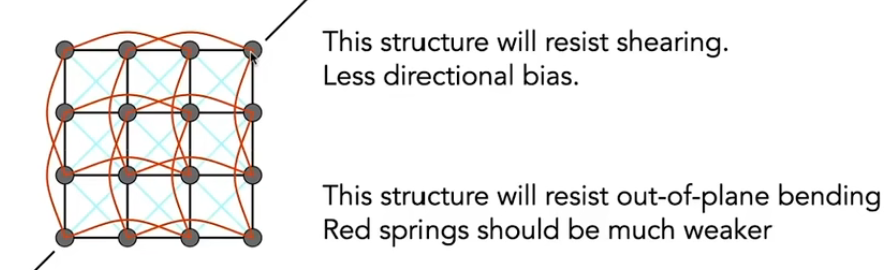 This structure will resist shearing.
Less directional bias.
This structure will resist out-of-plane bending
Red springs should be much weaker